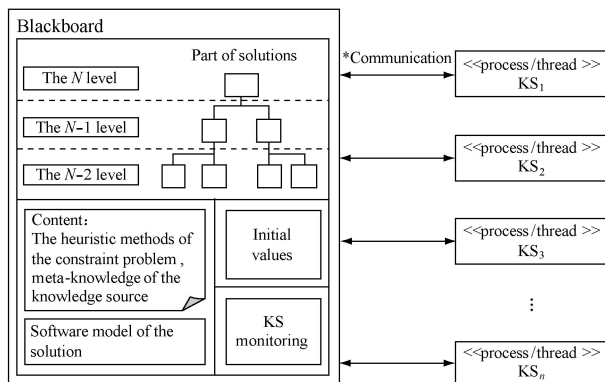 Blackboard
Part of solutions
The N level
The N–1 level
The N–2 level
Content:
The heuristic methods of
the constraint problem ,
meta-knowledge of the
knowledge source
Software model of the
solution
Initial
values
KS
monitoring
*Communication
<<process/thread >>
KS₁
<<process/thread >>
KS₂
<<process/thread >>
KS₃
⋮
<<process/thread >>
KSₙ